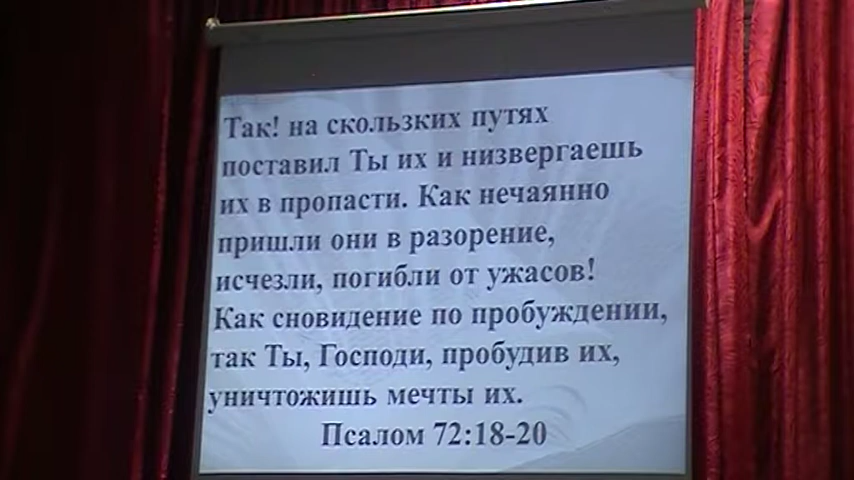 Так! на скользких путях
поставил Ты их и низвергаешь
их в пропасти. Как нечаянно
пришли они в разорение,
исчезли, погибли от ужасов!
Как сновидение по пробуждении,
так Ты, Господи, пробудив их,
уничтожишь мечты их.
Псалом 72:18-20